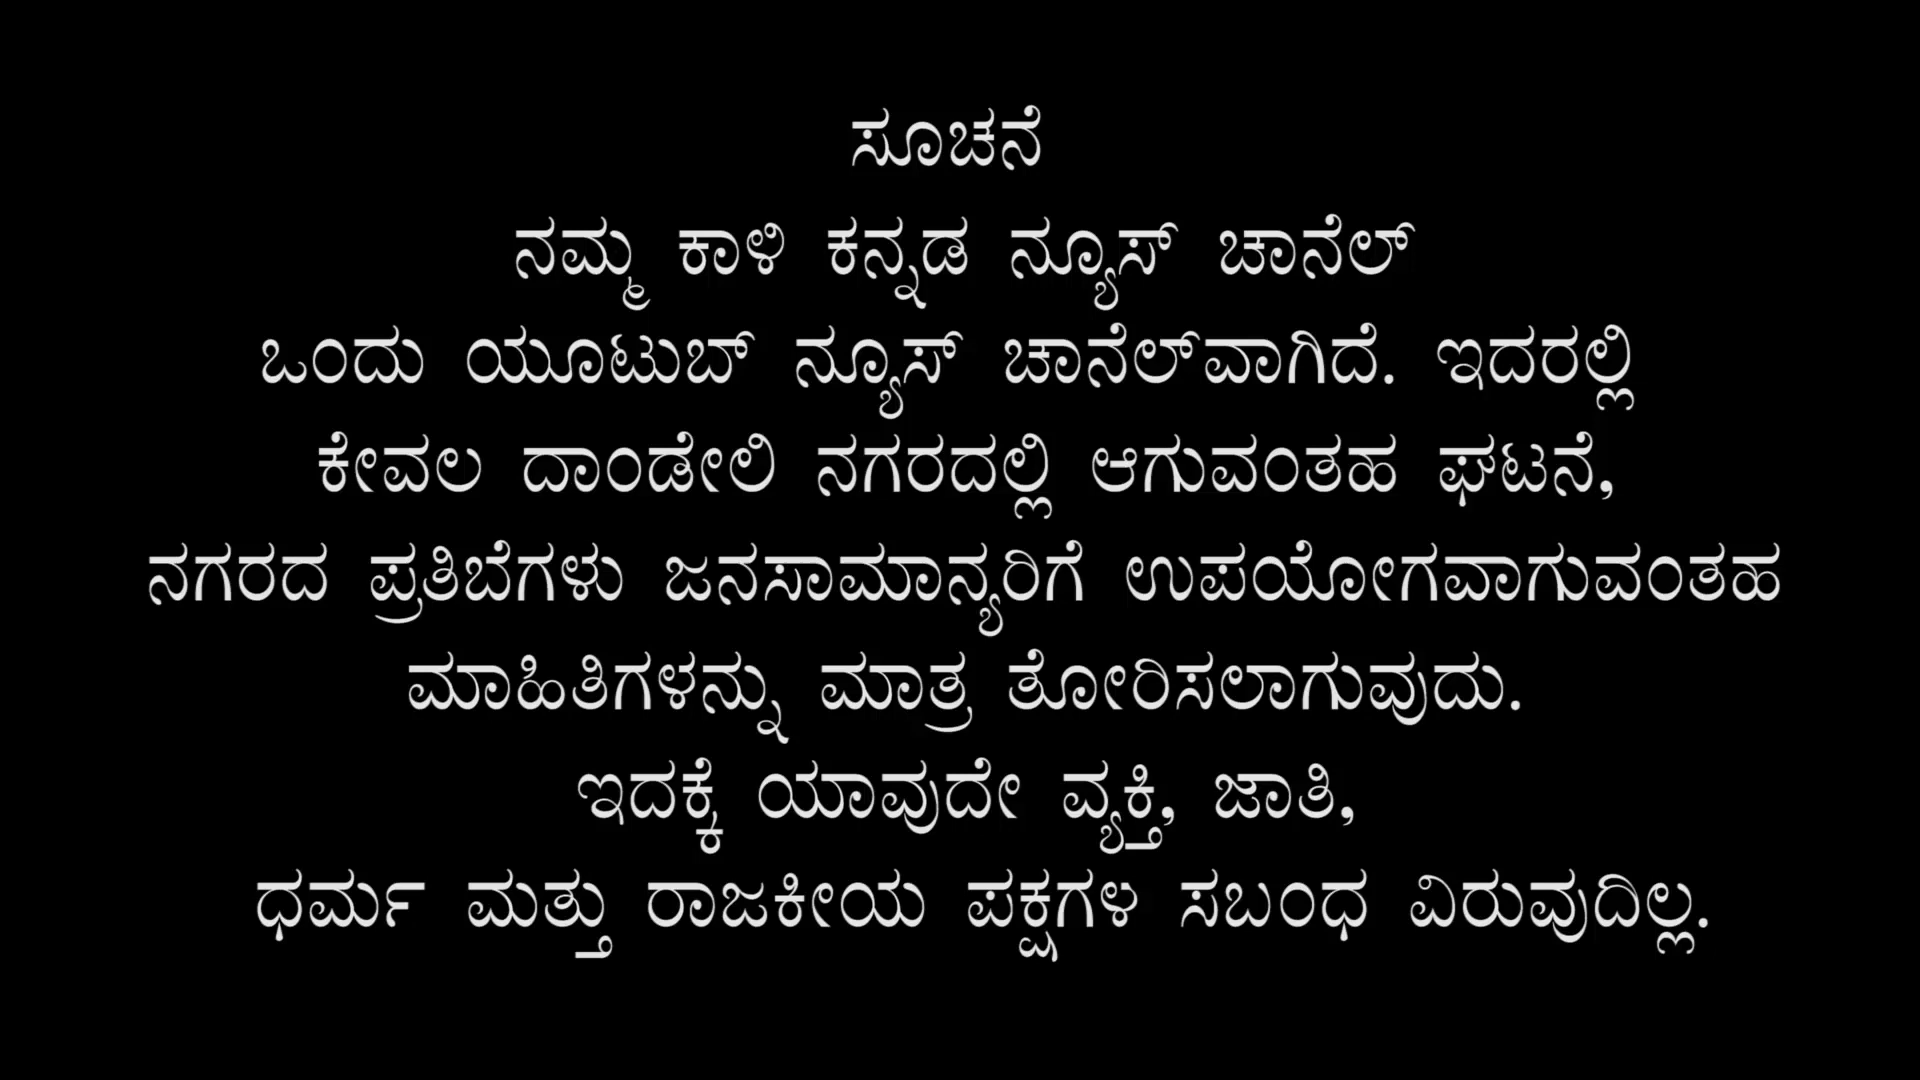 ಸೂಚನೆ
ನಮ್ಮ ಕಾಳಿ ಕನ್ನಡ ನ್ಯೂಸ್ ಚಾನೆಲ್
ಒಂದು ಯೂಟುಬ್ ನ್ಯೂಸ್ ಚಾನೆಲ್‌ವಾಗಿದೆ. ಇದರಲ್ಲಿ
ಕೇವಲ ದಾಂಡೇಲಿ ನಗರದಲ್ಲಿ ಆಗುವಂತಹ ಘಟನೆ,
ನಗರದ ಪ್ರತಿಬೆಗಳು ಜನಸಾಮಾನ್ಯರಿಗೆ ಉಪಯೋಗವಾಗುವಂತಹ
ಮಾಹಿತಿಗಳನ್ನು ಮಾತ್ರ ತೋರಿಸಲಾಗುವುದು.
ಇದಕ್ಕೆ ಯಾವುದೇ ವ್ಯಕ್ತಿ, ಜಾತಿ,
ಧರ್ಮ ಮತ್ತು ರಾಜಕೀಯ ಪಕ್ಷಗಳ ಸಬಂಧ ವಿರುವುದಿಲ್ಲ.